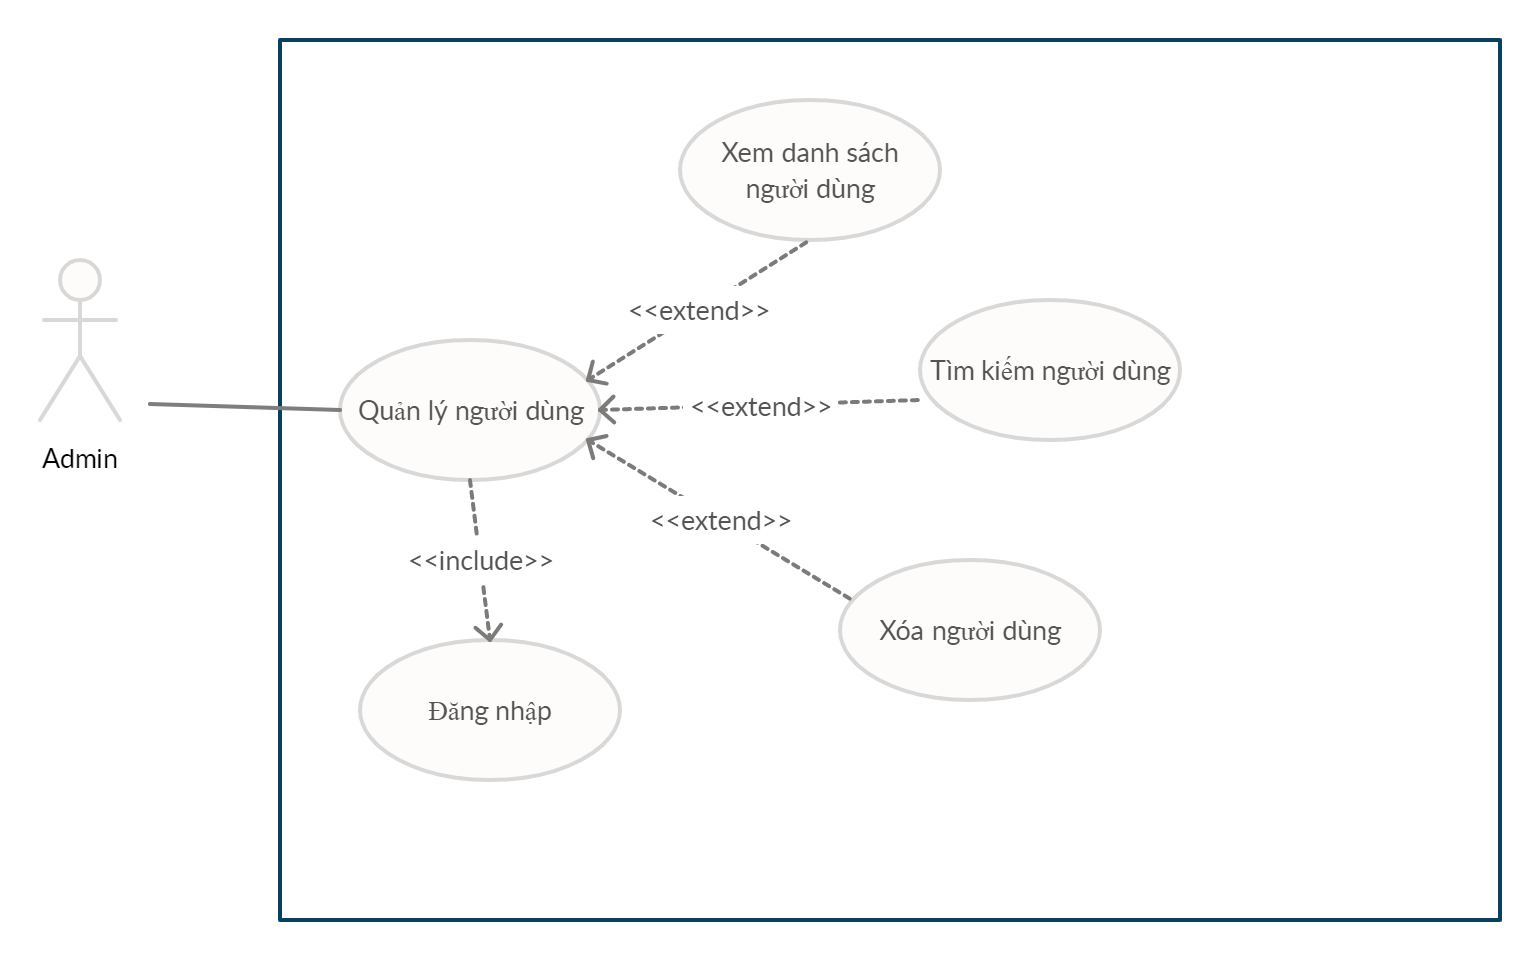 Xem danh sách
người dùng
<<extend>>
Tìm kiếm người dùng
Quản lý người dùng
<<extend>>
Admin
<<extend>>
<<include>>
Xóa người dùng
Đăng nhập